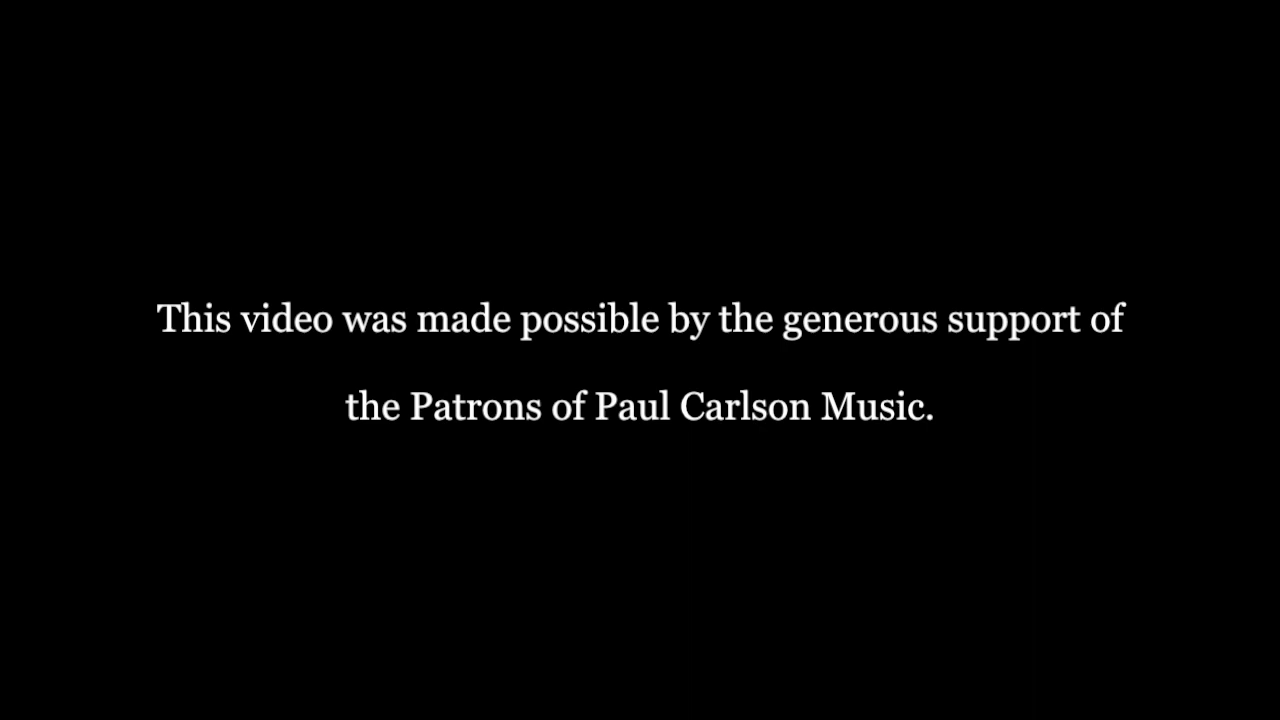 This video was made possible by the generous support of
the Patrons of Paul Carlson Music.